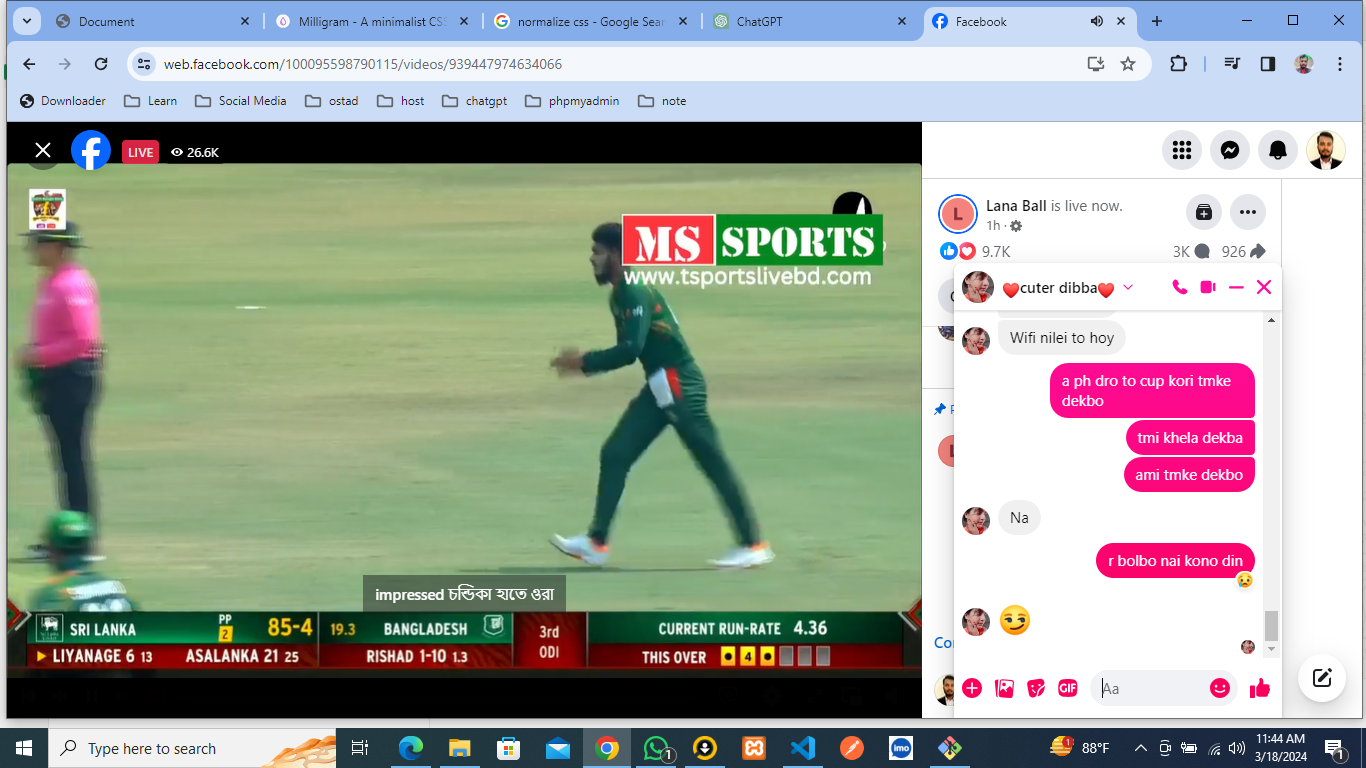 Document
Milligram - A minimalist CSS
normalize css - Google Sear
ChatGPT
Facebook
web.facebook.com/100095598790115/videos/939447974634066
Downloader
Learn
Social Media
ostad
host
chatgpt
phpmyadmin
note
LIVE
26.6K
MS SPORTS
www.tsportslivebd.com
impressed চন্ডিকা হাতে ওরা
SRI LANKA
PP
2
85-4
19.3
BANGLADESH
3rd
ODI
CURRENT RUN-RATE 4.36
LIYANAGE 6 13
ASALANKA 21 25
RISHAD 1-10 1.3
THIS OVER
4
L
Lana Ball is live now.
1h
9.7K
3K
926
cuter dibba
Wifi nilei to hoy
a ph dro to cup kori tmke
dekbo
tmi khela dekba
ami tmke dekbo
Na
r bolbo nai kono din
Co
GIF
Aa
Type here to search
1
imo
1
88°F
11:44 AM
3/18/2024
1